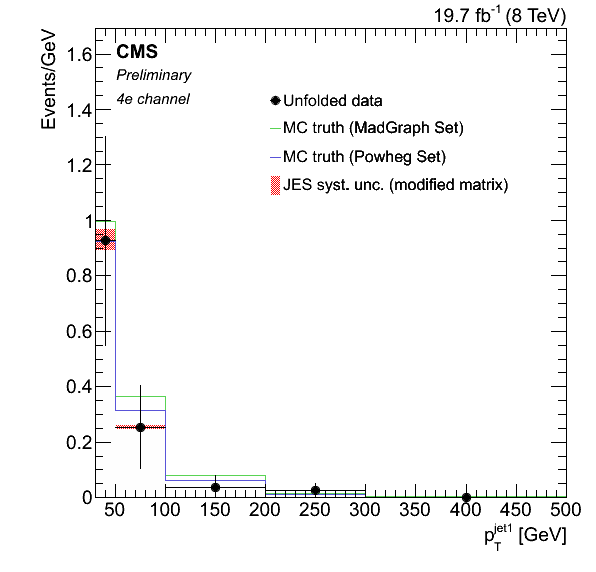 19.7 fb⁻¹ (8 TeV)
Events/GeV
CMS
Preliminary
4e channel
Unfolded data
MC truth (MadGraph Set)
MC truth (Powheg Set)
JES syst. unc. (modified matrix)
1.6
1.4
1.2
1
0.8
0.6
0.4
0.2
0
50 100 150 200 250 300 350 400 450 500
p_T^jet1 [GeV]